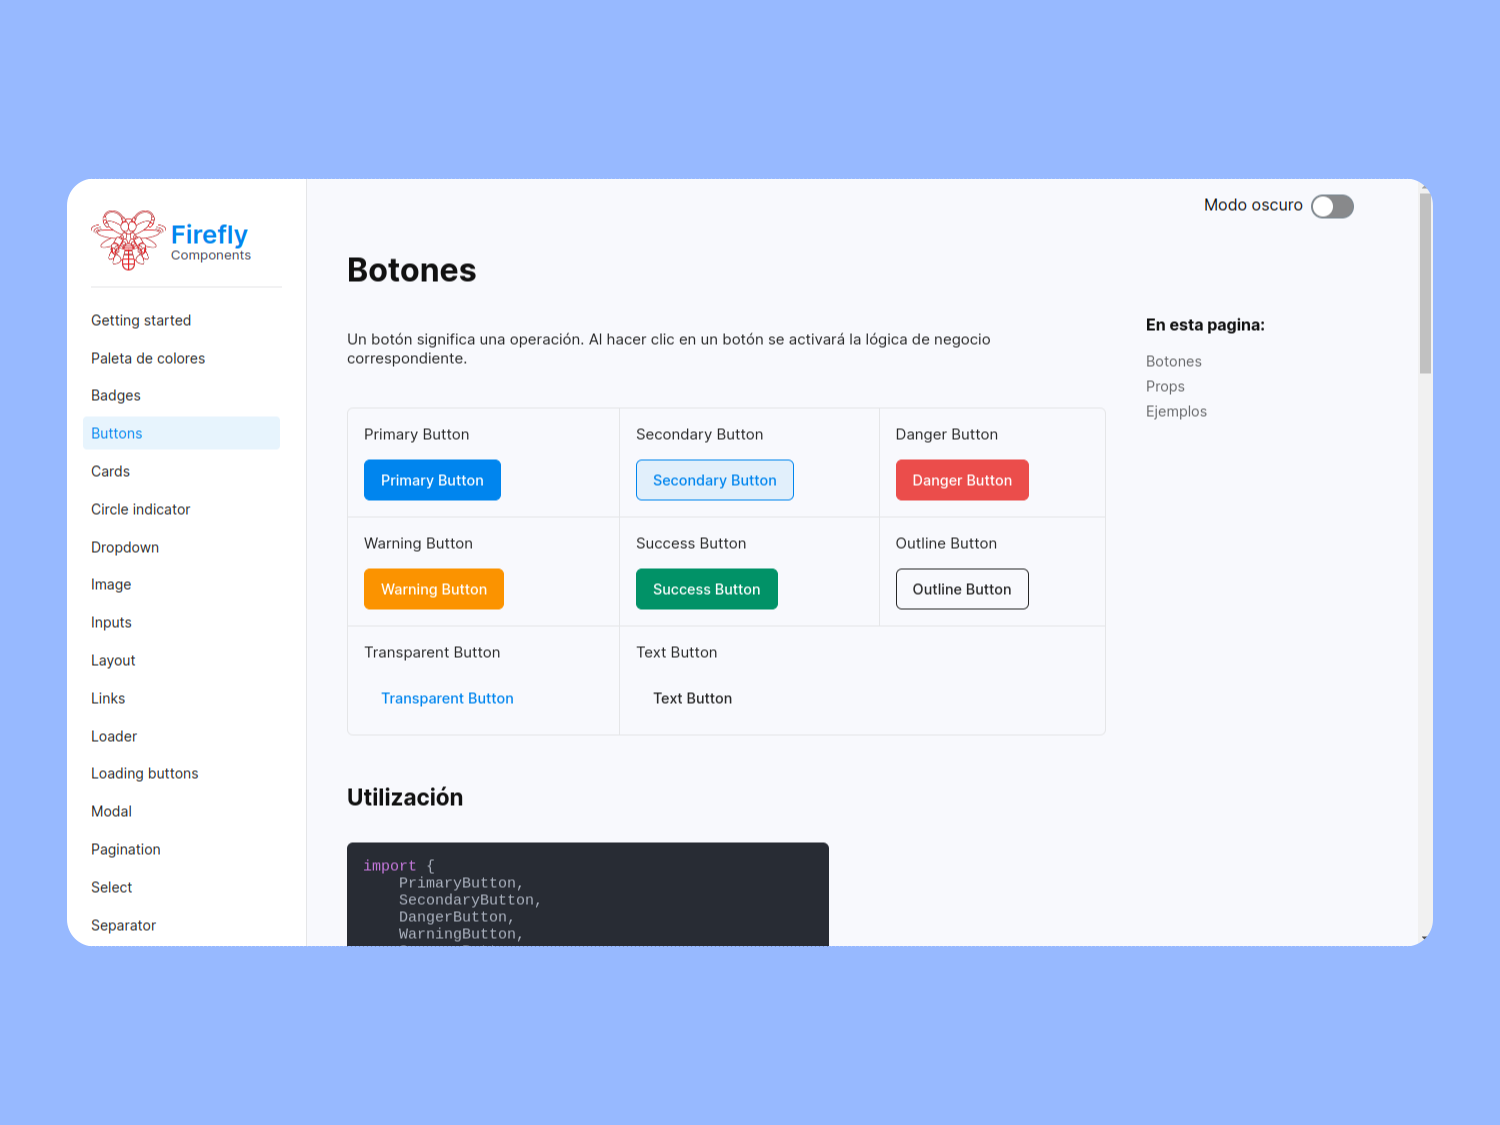 Firefly
Components
Getting started
Paleta de colores
Badges
Buttons
Cards
Circle indicator
Dropdown
Image
Inputs
Layout
Links
Loader
Loading buttons
Modal
Pagination
Select
Separator
Modo oscuro
Botones
Un botón significa una operación. Al hacer clic en un botón se activará la lógica de negocio
correspondiente.
Primary Button
Primary Button
Secondary Button
Secondary Button
Danger Button
Danger Button
Warning Button
Warning Button
Success Button
Success Button
Outline Button
Outline Button
Transparent Button
Transparent Button
Text Button
Text Button
Utilización
import {
PrimaryButton,
SecondaryButton,
DangerButton,
WarningButton,
En esta pagina:
Botones
Props
Ejemplos